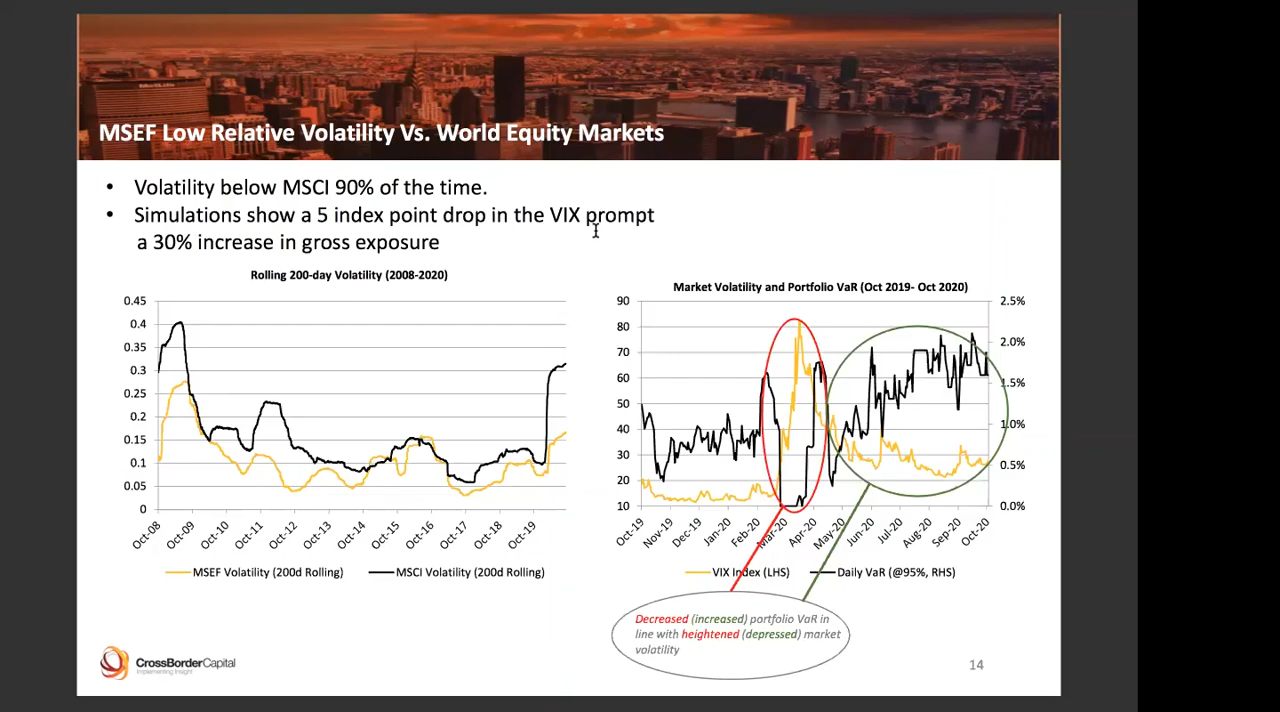 MSEF Low Relative Volatility Vs. World Equity Markets
• Volatility below MSCI 90% of the time.
• Simulations show a 5 index point drop in the VIX prompt
a 30% increase in gross exposure
Rolling 200-day Volatility (2008-2020)
0.45
0.4
0.35
0.3
0.25
0.2
0.15
0.1
0.05
0
Oct-08
Oct-09
Oct-10
Oct-11
Oct-12
Oct-13
Oct-14
Oct-15
Oct-16
Oct-17
Oct-18
Oct-19
MSEF Volatility (200d Rolling)
MSCI Volatility (200d Rolling)
Market Volatility and Portfolio VaR (Oct 2019- Oct 2020)
90
80
70
60
50
40
30
20
10
2.5%
2.0%
1.5%
1.0%
0.5%
0.0%
Oct-19
Nov-19
Dec-19
Jan-20
Feb-20
Mar-20
Apr-20
May-20
Jun-20
Jul-20
Aug-20
Sep-20
Oct-20
VIX Index (LHS)
Daily VaR (@95%, RHS)
Decreased (increased) portfolio VaR in
line with heightened (depressed) market
volatility
CrossBorderCapital
Implementing Insight
14